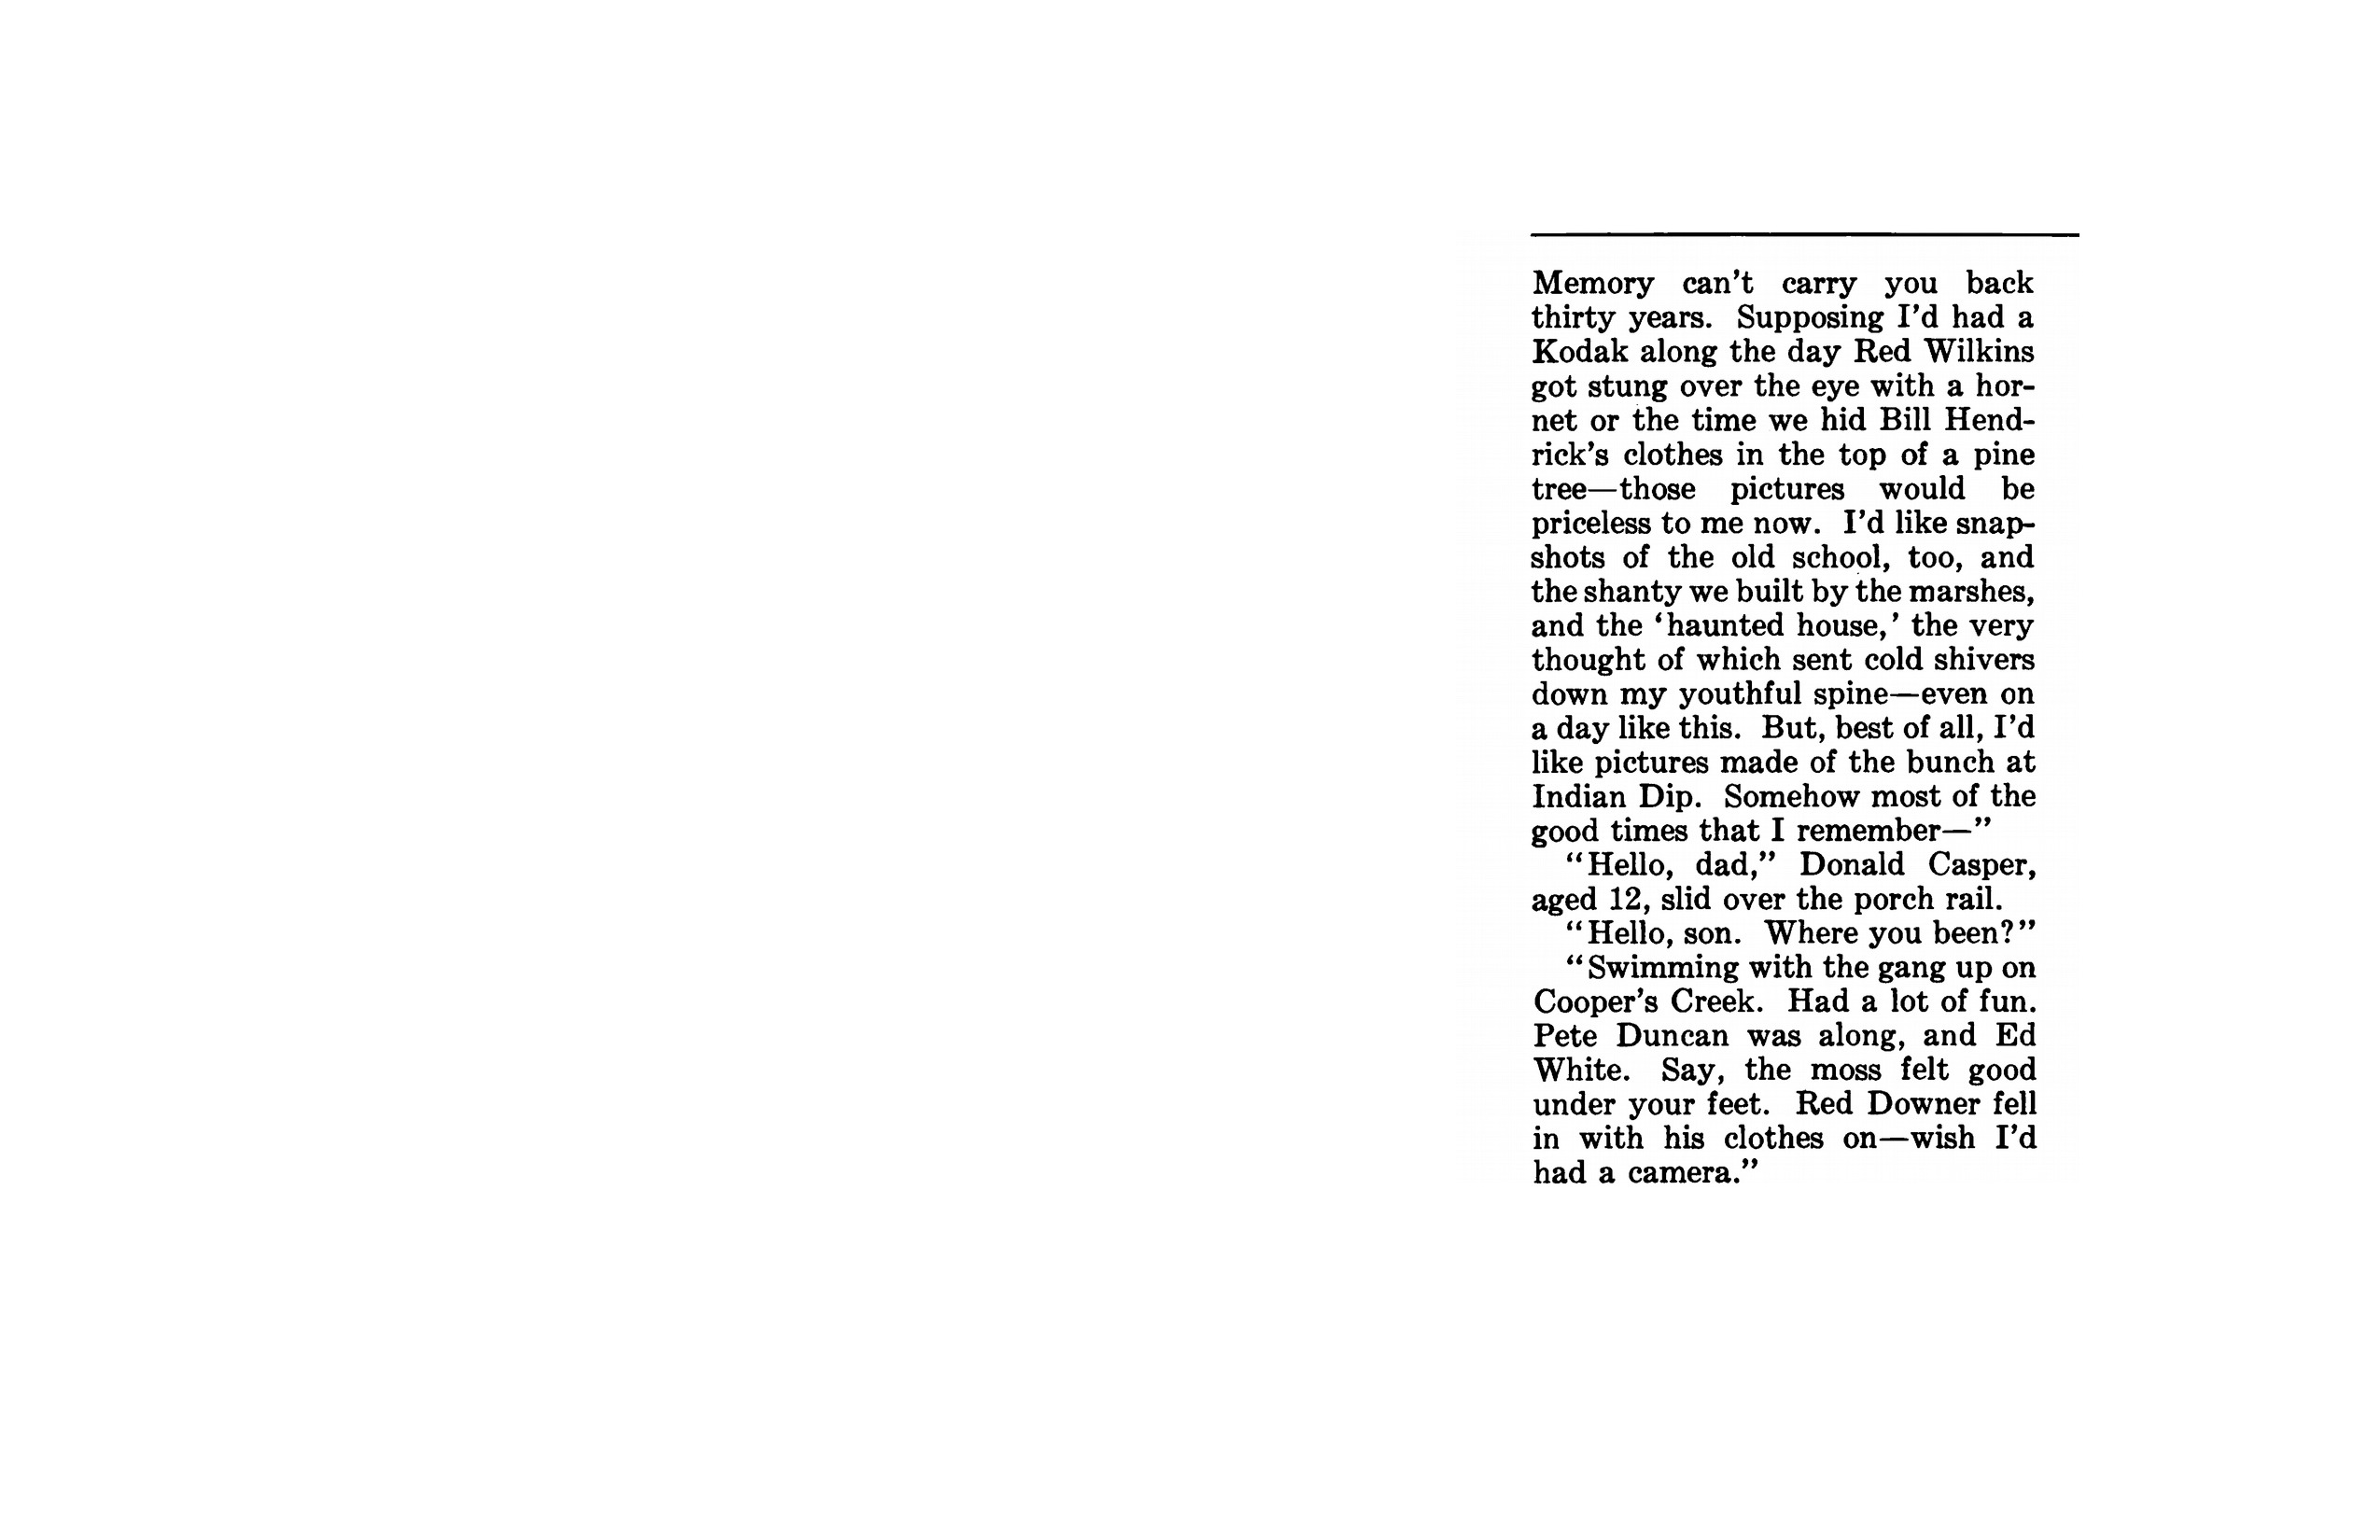 Memory can't carry you back
thirty years. Supposing I'd had a
Kodak along the day Red Wilkins
got stung over the eye with a hor-
net or the time we hid Bill Hend-
rick's clothes in the top of a pine
tree—those pictures would be
priceless to me now. I'd like snap-
shots of the old school, too, and
the shanty we built by the marshes,
and the ‘haunted house,’ the very
thought of which sent cold shivers
down my youthful spine—even on
a day like this. But, best of all, I'd
like pictures made of the bunch at
Indian Dip. Somehow most of the
good times that I remember—”
“Hello, dad,” Donald Casper,
aged 12, slid over the porch rail.
“Hello, son. Where you been?”
“Swimming with the gang up on
Cooper's Creek. Had a lot of fun.
Pete Duncan was along, and Ed
White. Say, the moss felt good
under your feet. Red Downer fell
in with his clothes on—wish I'd
had a camera.”